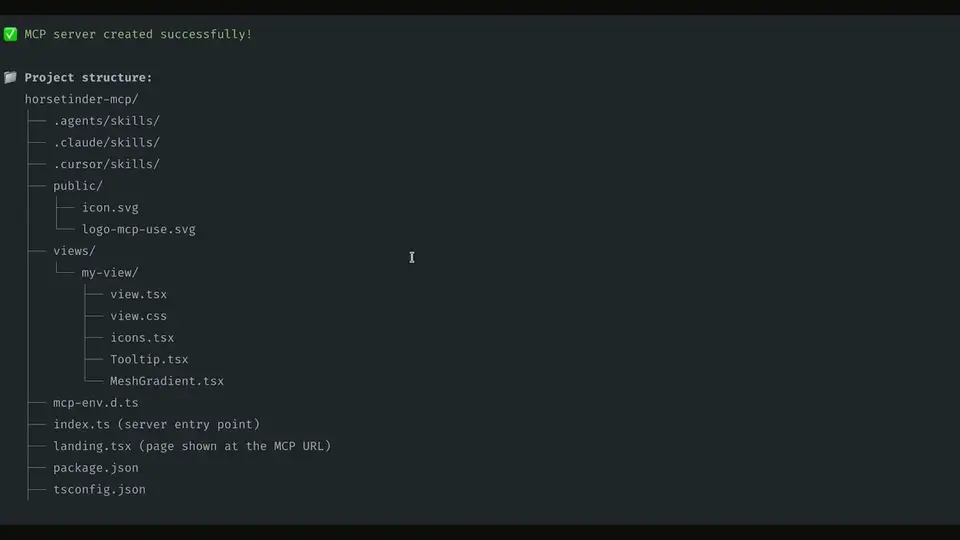 ✅ MCP server created successfully!
📁 Project structure:
horsetinder-mcp/
├── .agents/skills/
├── .claude/skills/
├── .cursor/skills/
├── public/
│   ├── icon.svg
│   └── logo-mcp-use.svg
├── views/
│   └── my-view/
│       ├── view.tsx
│       ├── view.css
│       ├── icons.tsx
│       ├── Tooltip.tsx
│       └── MeshGradient.tsx
├── mcp-env.d.ts
├── index.ts (server entry point)
├── landing.tsx (page shown at the MCP URL)
├── package.json
├── tsconfig.json